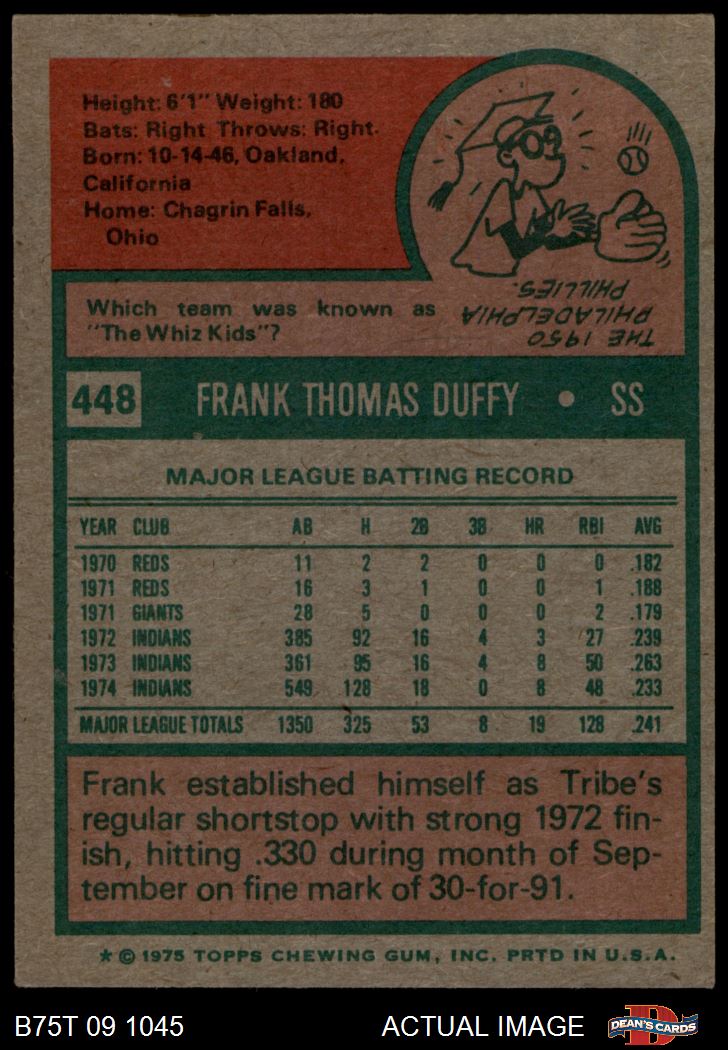 Height: 6'1" Weight: 180
Bats: Right Throws: Right.
Born: 10-14-46, Oakland,
California
Home: Chagrin Falls,
Ohio
Which team was known as
"The Whiz Kids"?
THE 1950
PHILADELPHIA
PHILLIES.
448 FRANK THOMAS DUFFY • SS
MAJOR LEAGUE BATTING RECORD
YEAR CLUB AB H 2B 3B HR RBI AVG
1970 REDS 11 2 2 0 0 0 .182
1971 REDS 16 3 1 0 0 1 .188
1971 GIANTS 28 5 0 0 0 2 .179
1972 INDIANS 385 92 16 4 3 27 .239
1973 INDIANS 361 95 16 4 8 50 .263
1974 INDIANS 549 128 18 0 8 48 .233
MAJOR LEAGUE TOTALS 1350 325 53 8 19 128 .241
Frank established himself as Tribe's
regular shortstop with strong 1972 fin-
ish, hitting .330 during month of Sep-
tember on fine mark of 30-for-91.
* © 1975 TOPPS CHEWING GUM, INC. PRTD IN U.S.A.
B75T 09 1045 ACTUAL IMAGE D DEAN'S CARDS